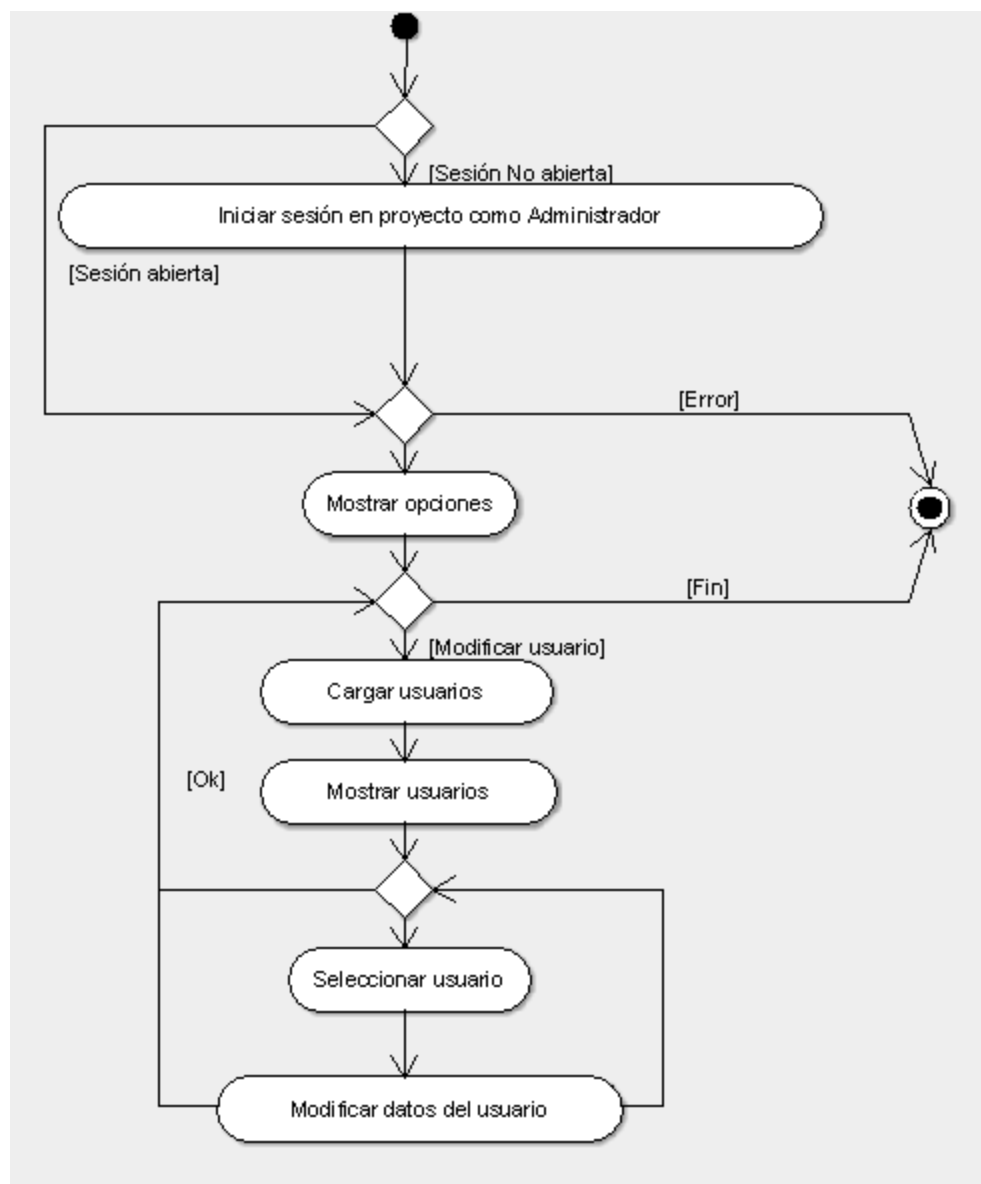 [Sesión No abierta]
Iniciar sesión en proyecto como Administrador
[Sesión abierta]
[Error]
Mostrar opciones
[Fin]
[Modificar usuario]
Cargar usuarios
[Ok]
Mostrar usuarios
Seleccionar usuario
Modificar datos del usuario